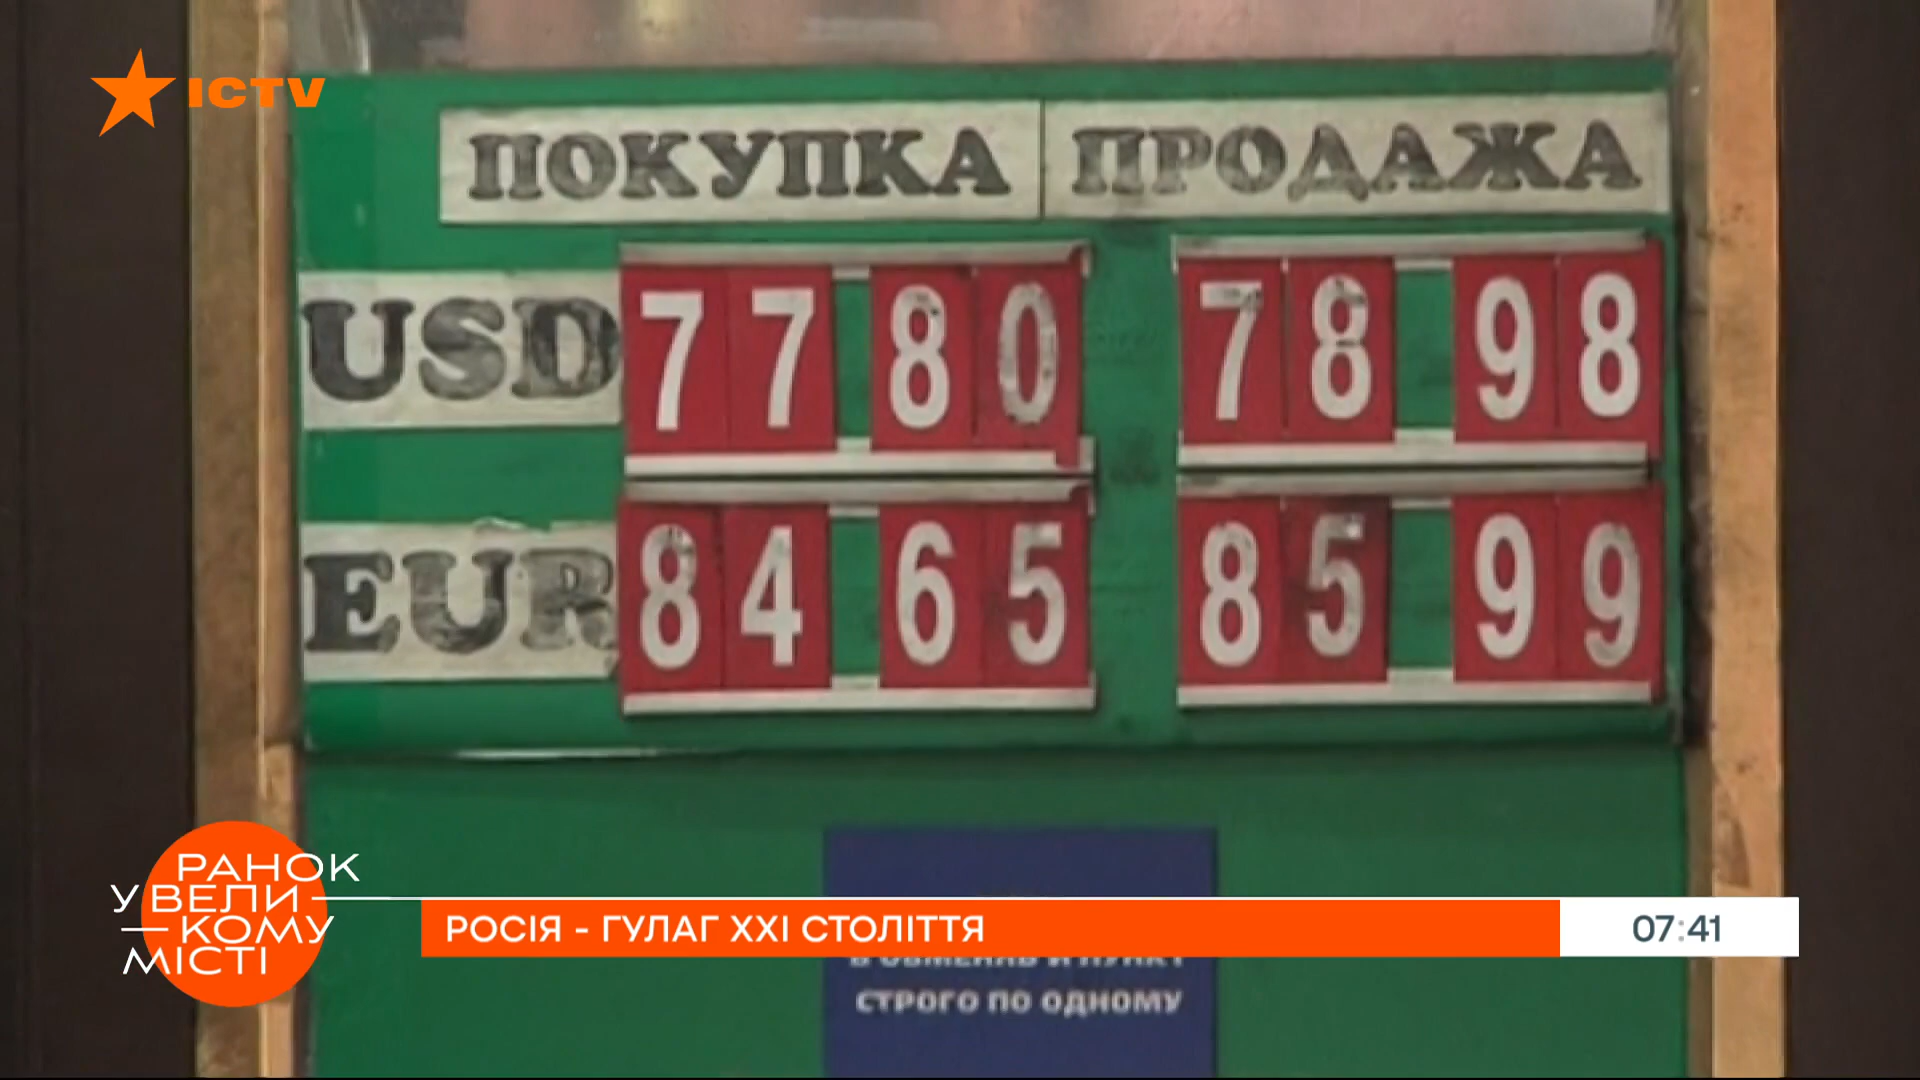 ICTV
ПОКУПКА ПРОДАЖА
USD 77 80 78 98
EUR 84 65 85 99
РАНОК
У ВЕЛИ
КОМУ
МІСТІ
РОСІЯ - ГУЛАГ ХХІ СТОЛІТТЯ
07:41
СТРОГО ПО ОДНОМУ